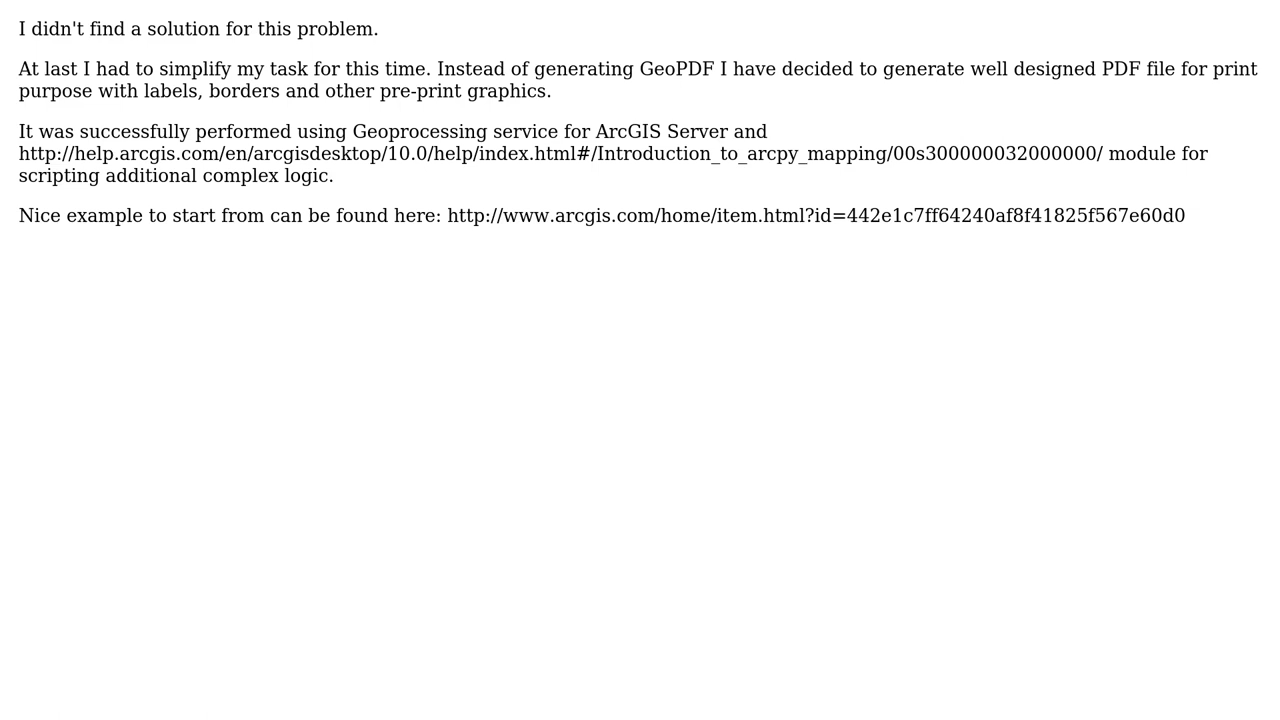 I didn't find a solution for this problem.
At last I had to simplify my task for this time. Instead of generating GeoPDF I have decided to generate well designed PDF file for print
purpose with labels, borders and other pre-print graphics.
It was successfully performed using Geoprocessing service for ArcGIS Server and
http://help.arcgis.com/en/arcgisdesktop/10.0/help/index.html#/Introduction_to_arcpy_mapping/00s300000032000000/ module for
scripting additional complex logic.
Nice example to start from can be found here: http://www.arcgis.com/home/item.html?id=442e1c7ff64240af8f41825f567e60d0